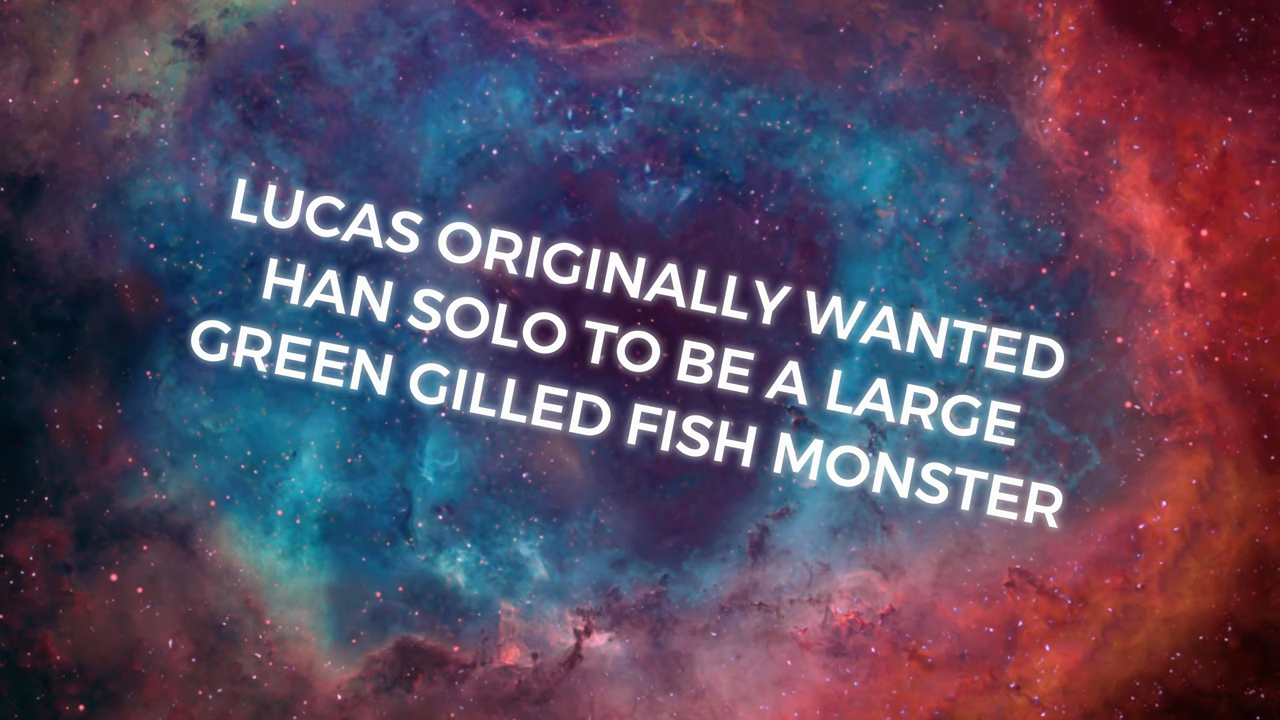 LUCAS ORIGINALLY WANTED
HAN SOLO TO BE A LARGE
GREEN GILLED FISH MONSTER